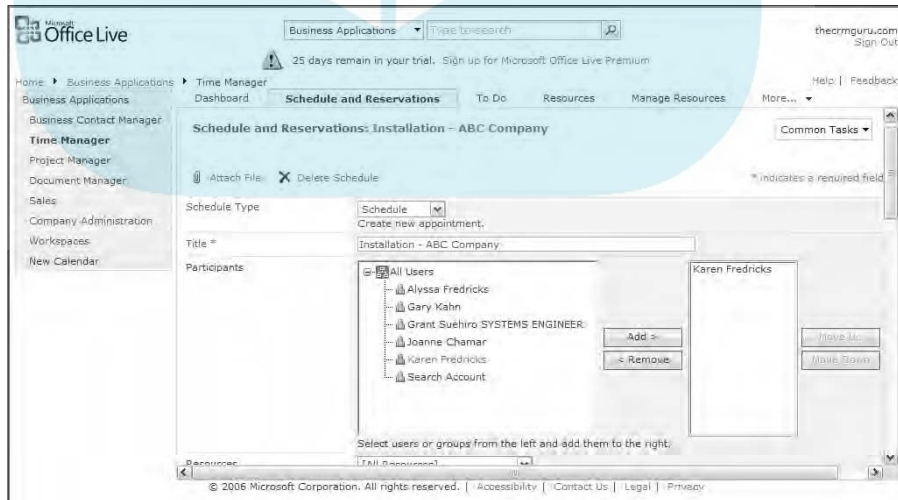 Microsoft
Office Live
Business Applications
Type to search
thecrmguru.com
Sign Out
25 days remain in your trial. Sign up for Microsoft Office Live Premium
Home Business Applications Time Manager
Help | Feedback
Business Applications
Business Contact Manager
Time Manager
Project Manager
Document Manager
Sales
Company Administration
Workspaces
New Calendar
Dashboard Schedule and Reservations To Do Resources Manage Resources More...
Schedule and Reservations: Installation - ABC Company
Common Tasks
Attach File Delete Schedule
* indicates a required field
Schedule Type Schedule
Create new appointment.
Title * Installation - ABC Company
Participants
All Users
Alyssa Fredricks
Gary Kahn
Grant Suehiro SYSTEMS ENGINEER
Joanne Chamar
Karen Fredricks
Search Account
Add >
< Remove
Karen Fredricks
Move Up
Move Down
Select users or groups from the left and add them to the right.
Resources [All Resources]
© 2006 Microsoft Corporation. All rights reserved. | Accessibility | Contact Us | Legal | Privacy